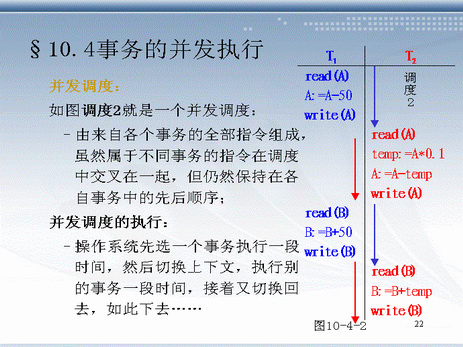 §10.4事务的并发执行
并发调度:
如图调度2就是一个并发调度:
-由来自各个事务的全部指令组成,
虽然属于不同事务的指令在调度
中交叉在一起,但仍然保持在各
自事务中的先后顺序;
并发调度的执行:
-操作系统先选一个事务执行一段
时间,然后切换上下文,执行别
的事务一段时间,接着又切换回
去,如此下去……
T1 T2
read(A)
A:=A-50
write(A)
调度2
read(A)
temp:=A*0.1
A:=A-temp
write(A)
read(B)
B:=B+50
write(B)
read(B)
B:=B+temp
write(B)
图10-4-2
22